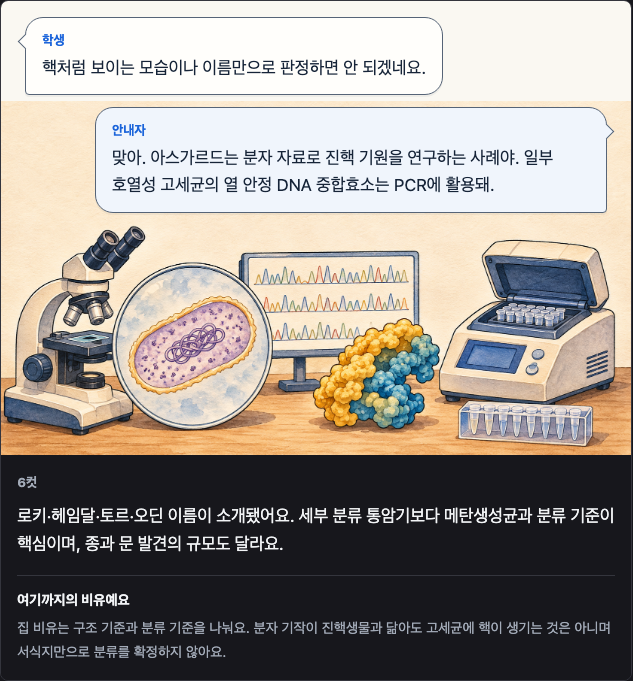 학생
핵처럼 보이는 모습이나 이름만으로 판정하면 안 되겠네요.
안내자
맞아. 아스가르드는 분자 자료로 진핵 기원을 연구하는 사례야. 일부
호열성 고세균의 열 안정 DNA 중합효소는 PCR에 활용돼.
6컷
로키·헤임달·토르·오딘 이름이 소개됐어요. 세부 분류 통암기보다 메탄생성균과 분류 기준이
핵심이며, 종과 문 발견의 규모도 달라요.
여기까지의 비유예요
집 비유는 구조 기준과 분류 기준을 나눠요. 분자 기작이 진핵생물과 닮아도 고세균에 핵이 생기는 것은 아니며
서식지만으로 분류를 확정하지 않아요.